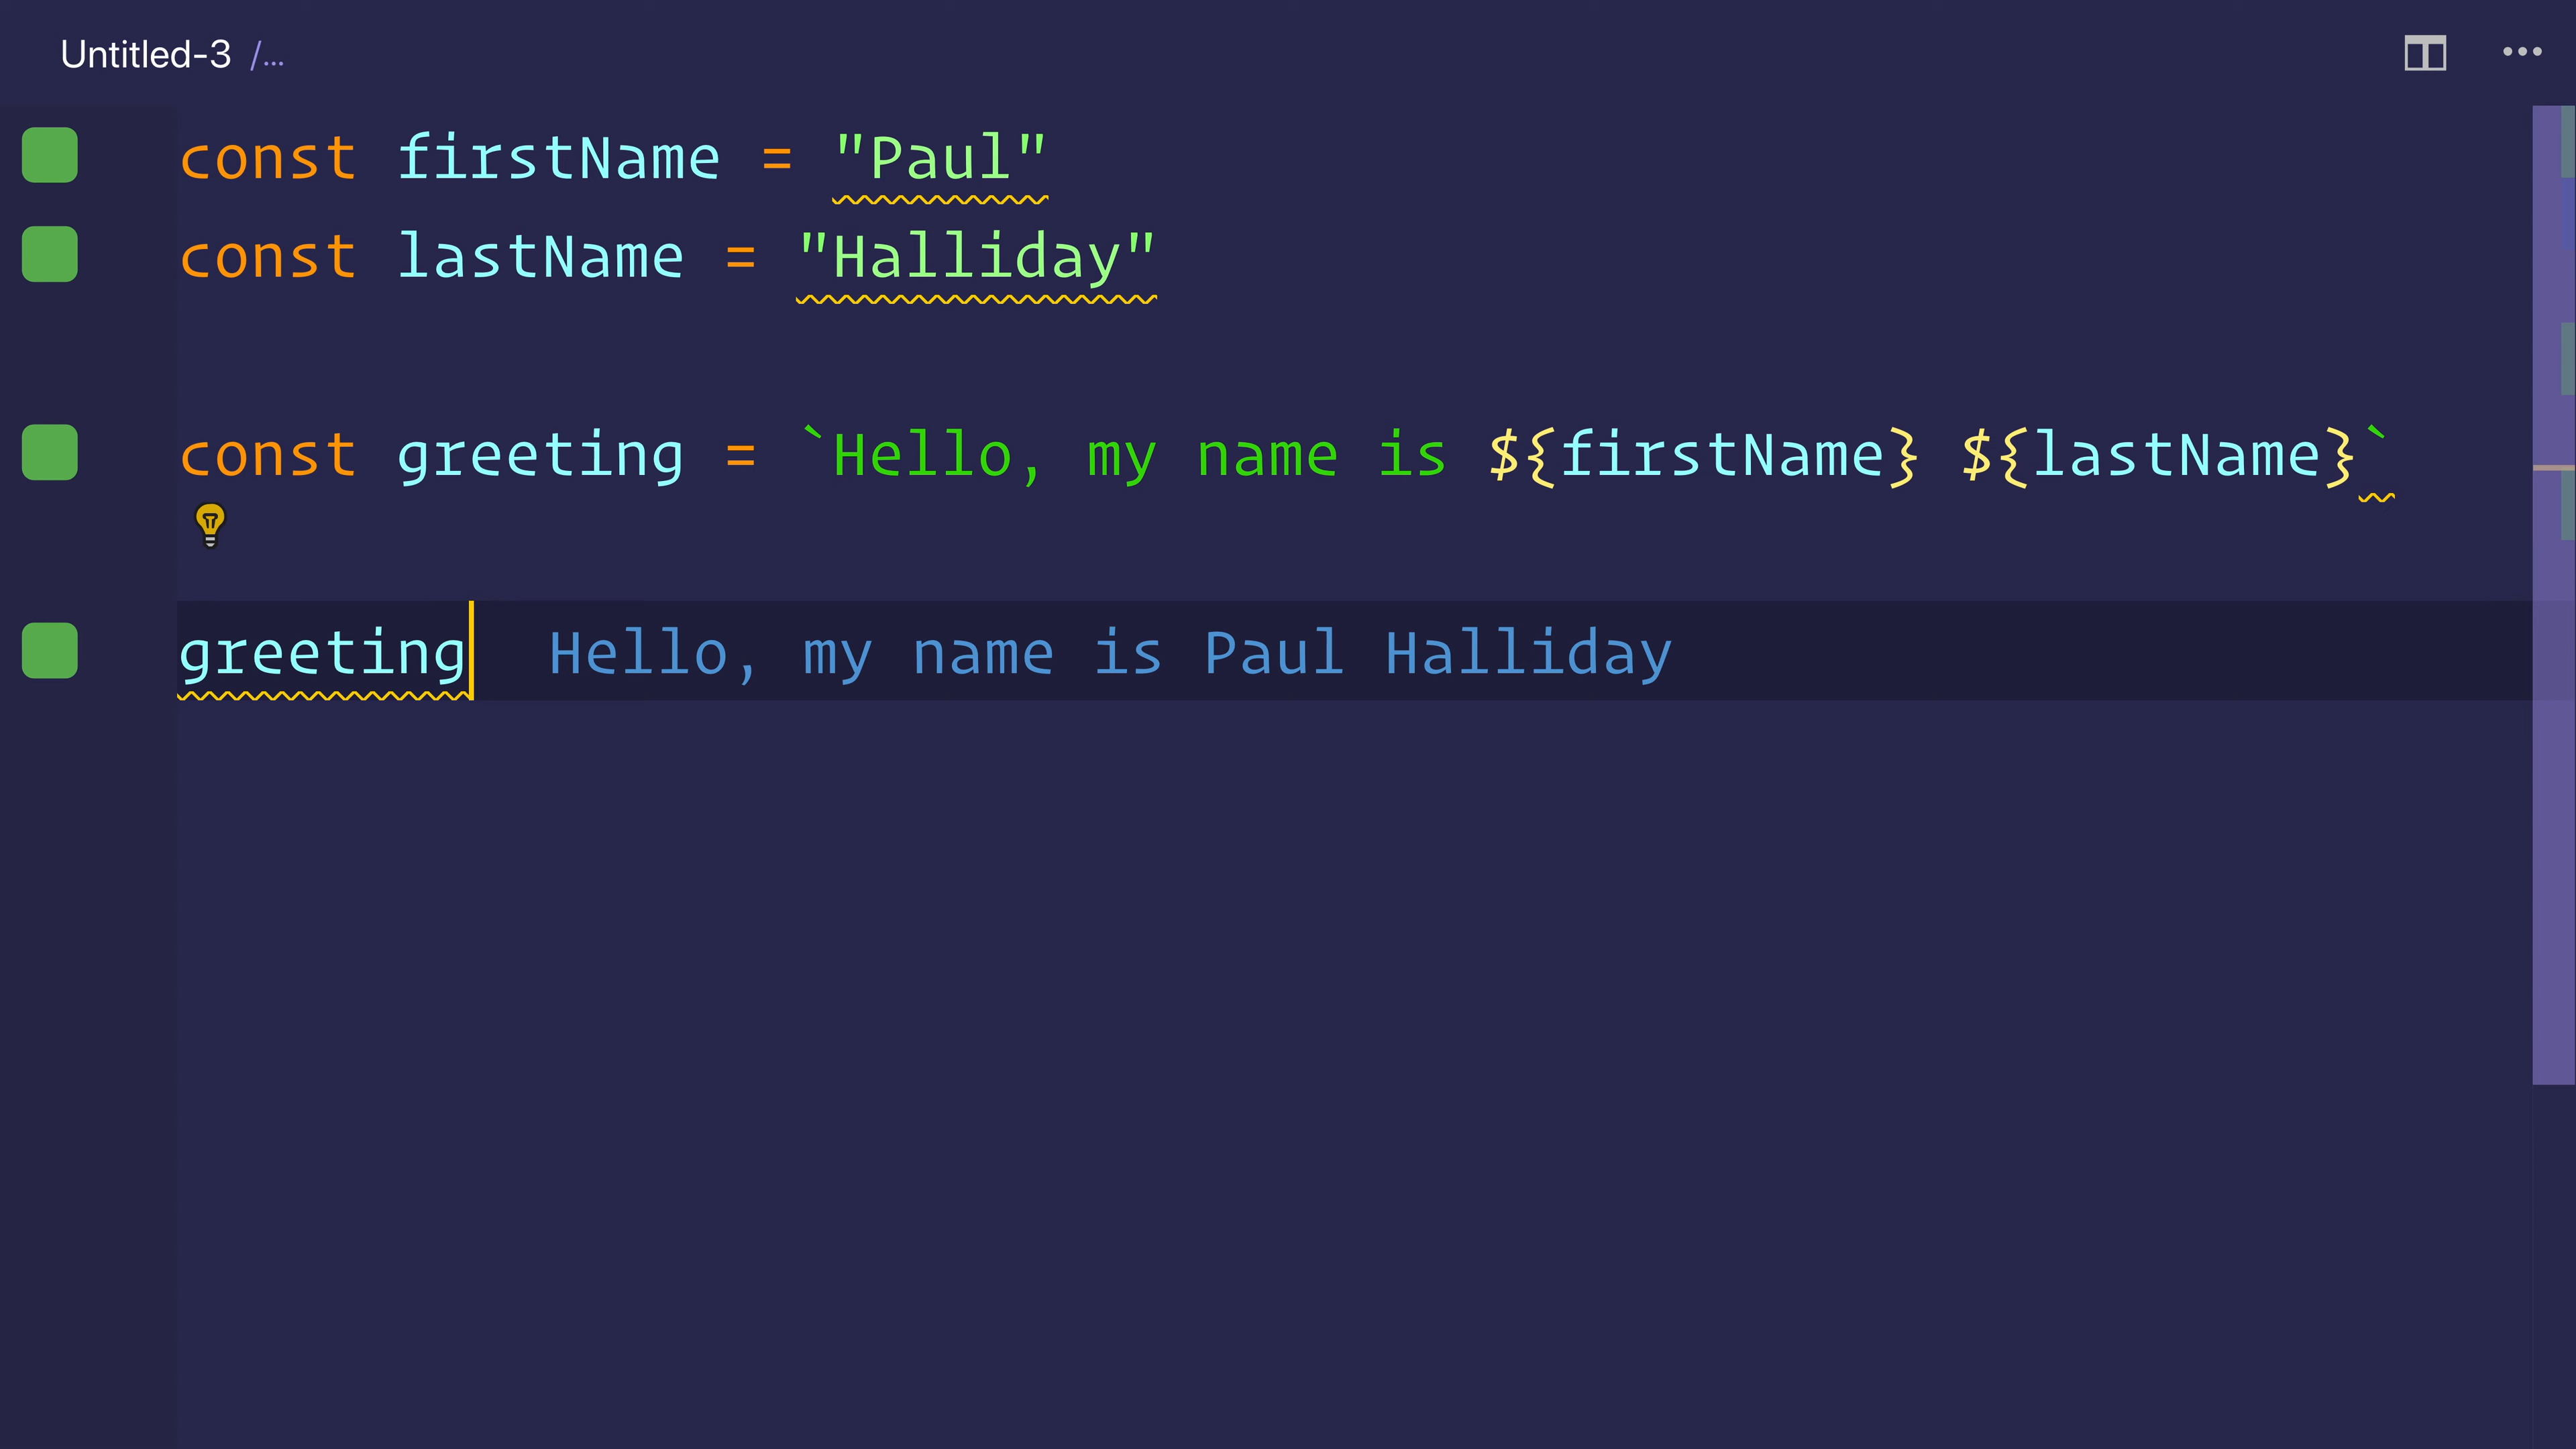 Untitled-3 /...
const firstName = "Paul"
const lastName = "Halliday"
const greeting = `Hello, my name is ${firstName} ${lastName}`
greeting Hello, my name is Paul Halliday